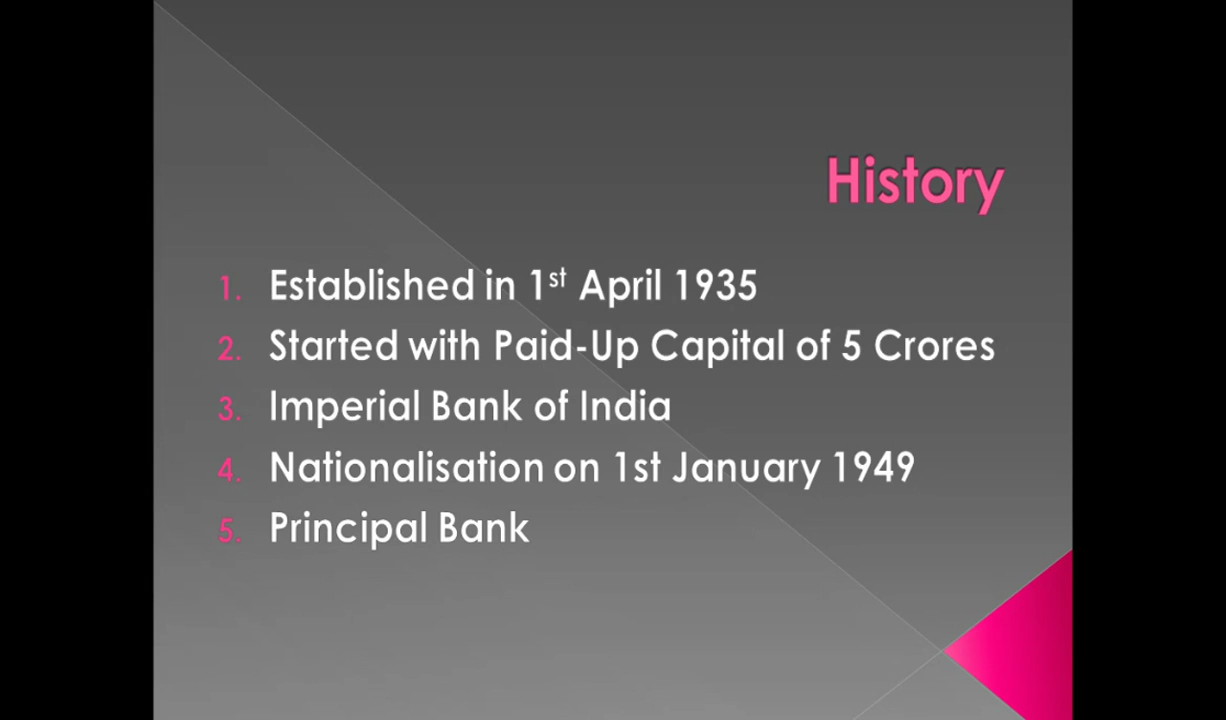 History
1. Established in 1st April 1935
2. Started with Paid-Up Capital of 5 Crores
3. Imperial Bank of India
4. Nationalisation on 1st January 1949
5. Principal Bank